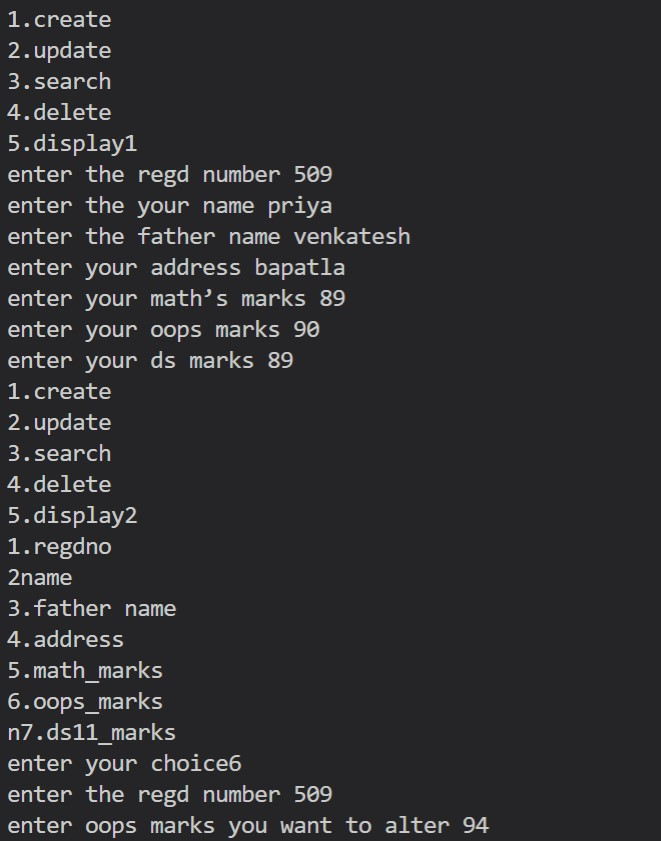 1.create
2.update
3.search
4.delete
5.display1
enter the regd number 509
enter the your name priya
enter the father name venkatesh
enter your address bapatla
enter your math’s marks 89
enter your oops marks 90
enter your ds marks 89
1.create
2.update
3.search
4.delete
5.display2
1.regdno
2name
3.father name
4.address
5.math_marks
6.oops_marks
n7.ds11_marks
enter your choice6
enter the regd number 509
enter oops marks you want to alter 94